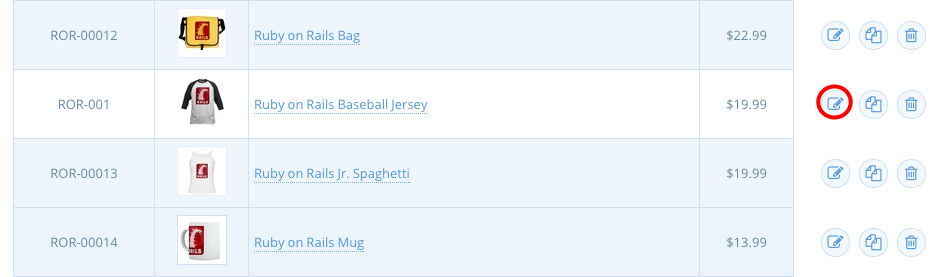 ROR-00012 Ruby on Rails Bag $22.99
RAILS
ROR-001 Ruby on Rails Baseball Jersey $19.99
ROR-00013 Ruby on Rails Jr. Spaghetti $19.99
ROR-00014 Ruby on Rails Mug $13.99
RAILS